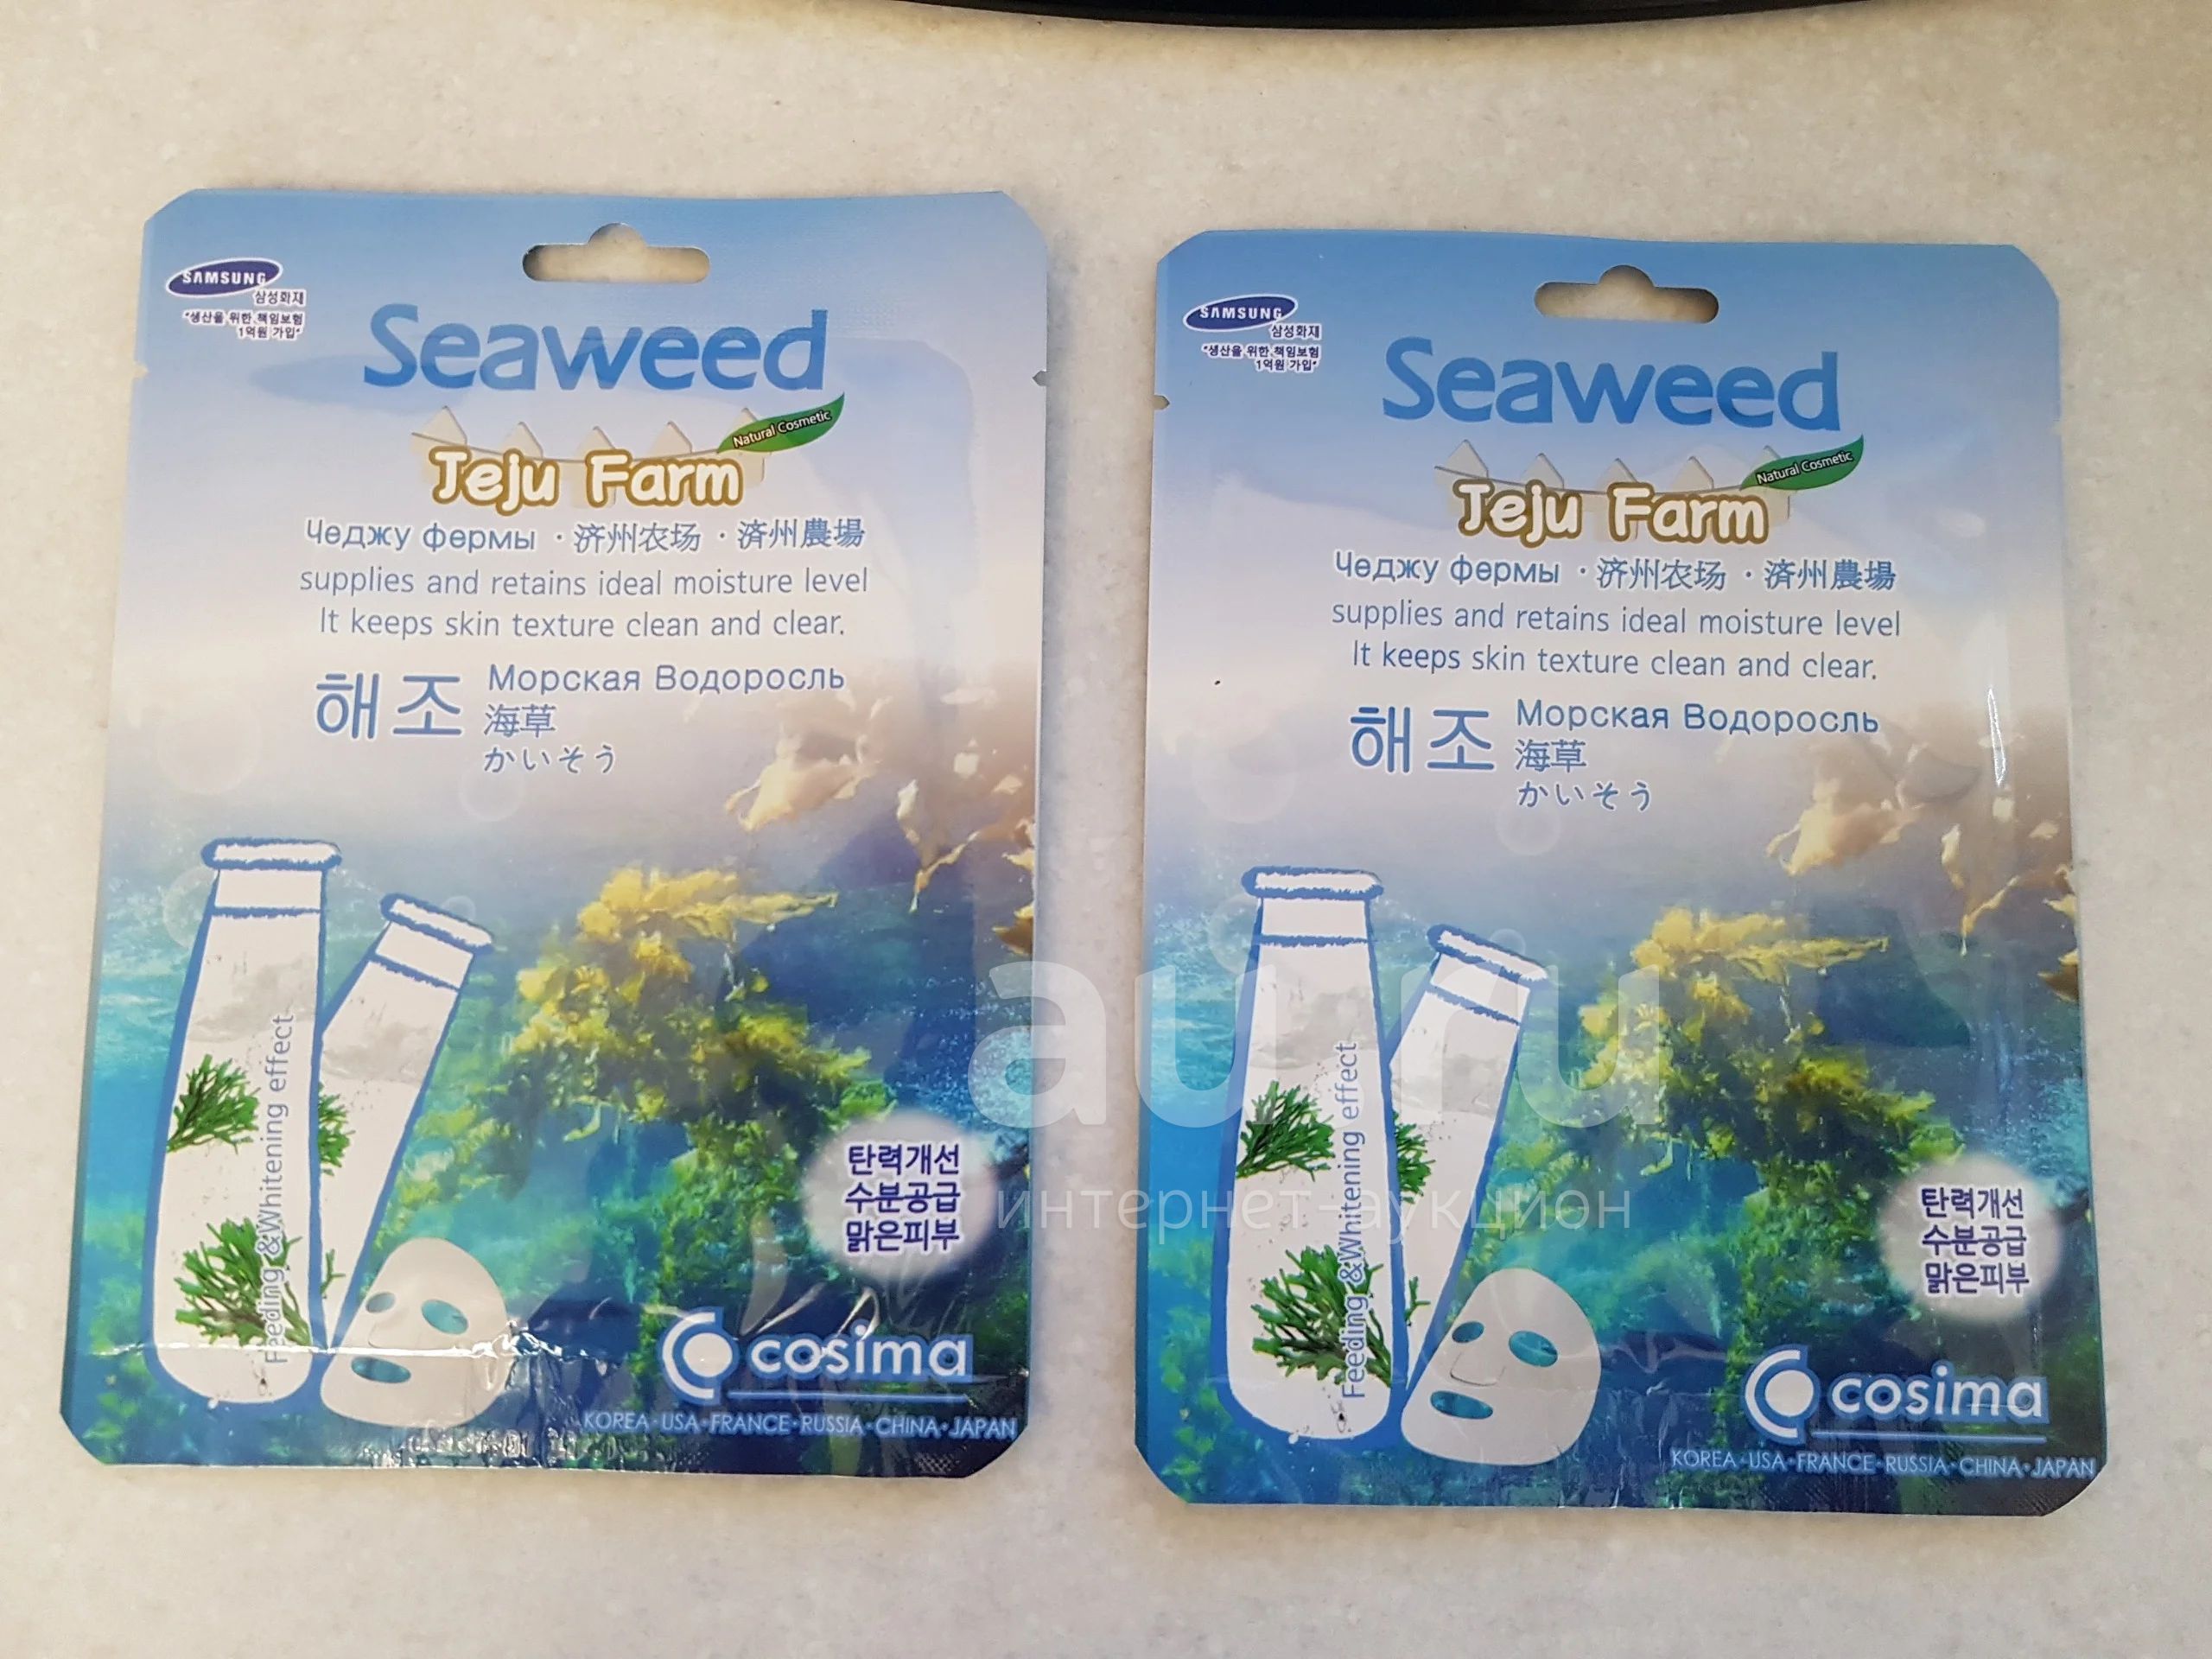 SAMSUNG
삼성화재
"생산을 위한 책임보험
1억원 가입"
Seaweed
Natural Cosmetic
Jeju Farm
Чеджу фермы · 济州农场 · 済州農場
supplies and retains ideal moisture level
It keeps skin texture clean and clear.
해조
Морская Водоросль
海草
かいそう
Feeding &Whitening effect
탄력개선
수분공급
맑은피부
cosima
KOREA·USA·FRANCE·RUSSIA·CHINA·JAPAN
SAMSUNG
삼성화재
"생산을 위한 책임보험
1억원 가입"
Seaweed
Natural Cosmetic
Jeju Farm
Чеджу фермы · 济州农场 · 済州農場
supplies and retains ideal moisture level
It keeps skin texture clean and clear.
해조
Морская Водоросль
海草
かいそう
Feeding &Whitening effect
탄력개선
수분공급
맑은피부
cosima
KOREA·USA·FRANCE·RUSSIA·CHINA·JAPAN
au.ru
интернет-аукцион